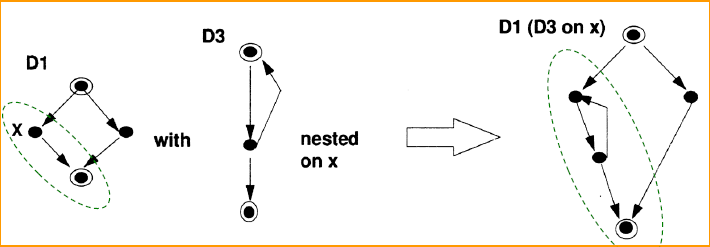 D1
X
with
D3
nested
on x
D1 (D3 on x)